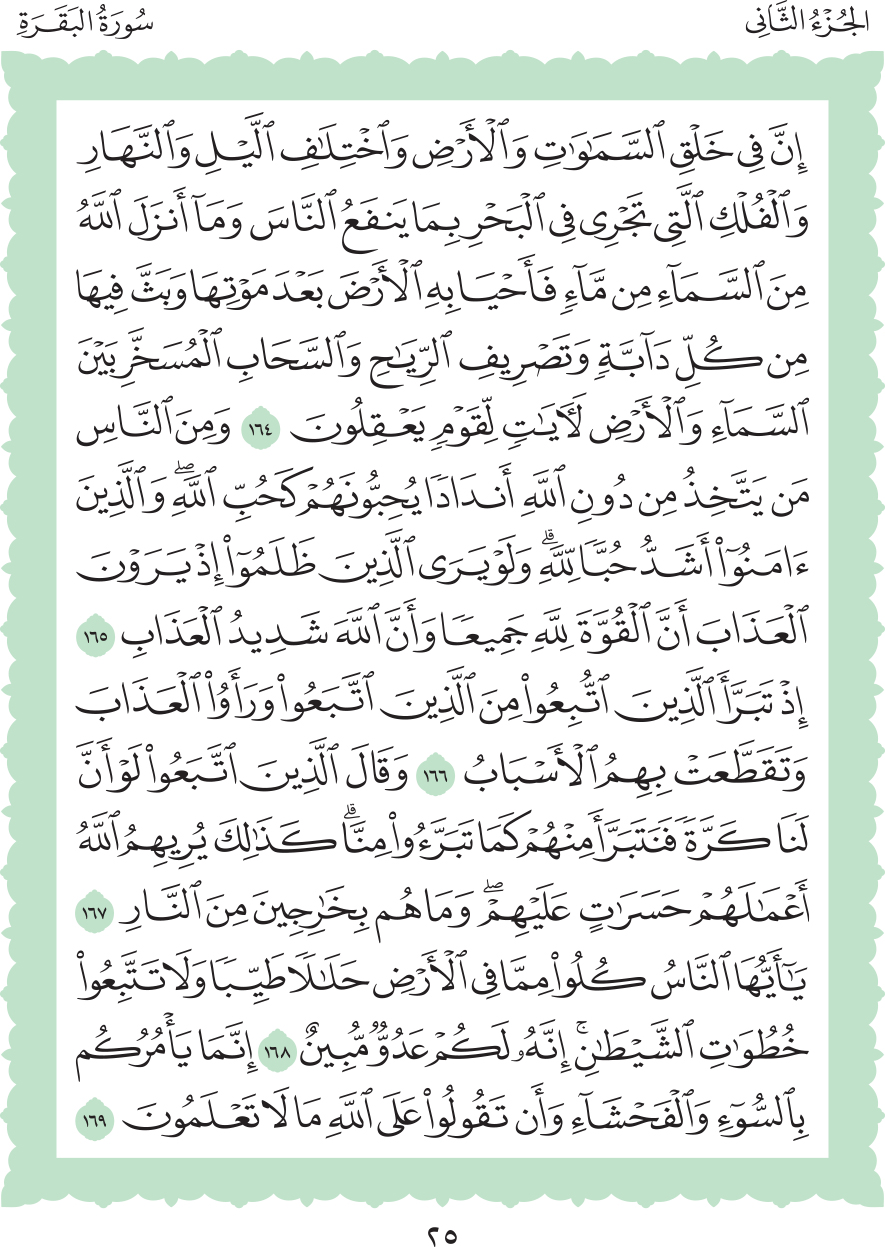 الجُزْءُ الثَّانِي
سُورَةُ البَقَرَةِ
إِنَّ فِي خَلْقِ ٱلسَّمَٰوَٰتِ وَٱلْأَرْضِ وَٱخْتِلَٰفِ ٱلَّيْلِ وَٱلنَّهَارِ
وَٱلْفُلْكِ ٱلَّتِي تَجْرِي فِي ٱلْبَحْرِ بِمَا يَنفَعُ ٱلنَّاسَ وَمَآ أَنزَلَ ٱللَّهُ
مِنَ ٱلسَّمَآءِ مِن مَّآءٖ فَأَحْيَا بِهِ ٱلْأَرْضَ بَعْدَ مَوْتِهَا وَبَثَّ فِيهَا
مِن كُلِّ دَآبَّةٖ وَتَصْرِيفِ ٱلرِّيَٰحِ وَٱلسَّحَابِ ٱلْمُسَخَّرِ بَيْنَ
ٱلسَّمَآءِ وَٱلْأَرْضِ لَأٓيَٰتٖ لِّقَوْمٖ يَعْقِلُونَ ١٦٤ وَمِنَ ٱلنَّاسِ
مَن يَتَّخِذُ مِن دُونِ ٱللَّهِ أَندَادٗا يُحِبُّونَهُمْ كَحُبِّ ٱللَّهِۖ وَٱلَّذِينَ
ءَامَنُوٓاْ أَشَدُّ حُبّٗا لِّلَّهِۗ وَلَوْ يَرَى ٱلَّذِينَ ظَلَمُوٓاْ إِذْ يَرَوْنَ
ٱلْعَذَابَ أَنَّ ٱلْقُوَّةَ لِلَّهِ جَمِيعٗا وَأَنَّ ٱللَّهَ شَدِيدُ ٱلْعَذَابِ ١٦٥
إِذْ تَبَرَّأَ ٱلَّذِينَ ٱتُّبِعُواْ مِنَ ٱلَّذِينَ ٱتَّبَعُواْ وَرَأَوُاْ ٱلْعَذَابَ
وَتَقَطَّعَتْ بِهِمُ ٱلْأَسْبَابُ ١٦٦ وَقَالَ ٱلَّذِينَ ٱتَّبَعُواْ لَوْ أَنَّ
لَنَا كَرَّةٗ فَنَتَبَرَّأَ مِنْهُمْ كَمَا تَبَرَّءُواْ مِنَّاۗ كَذَٰلِكَ يُرِيهِمُ ٱللَّهُ
أَعْمَٰلَهُمْ حَسَرَٰتٍ عَلَيْهِمْۖ وَمَا هُم بِخَٰرِجِينَ مِنَ ٱلنَّارِ ١٦٧
يَٰٓأَيُّهَا ٱلنَّاسُ كُلُواْ مِمَّا فِي ٱلْأَرْضِ حَلَٰلٗا طَيِّبٗا وَلَا تَتَّبِعُواْ
خُطُوَٰتِ ٱلشَّيْطَٰنِۚ إِنَّهُۥ لَكُمْ عَدُوّٞ مُّبِينٌ ١٦٨ إِنَّمَا يَأْمُرُكُم
بِٱلسُّوٓءِ وَٱلْفَحْشَآءِ وَأَن تَقُولُواْ عَلَى ٱللَّهِ مَا لَا تَعْلَمُونَ ١٦٩
٢٥